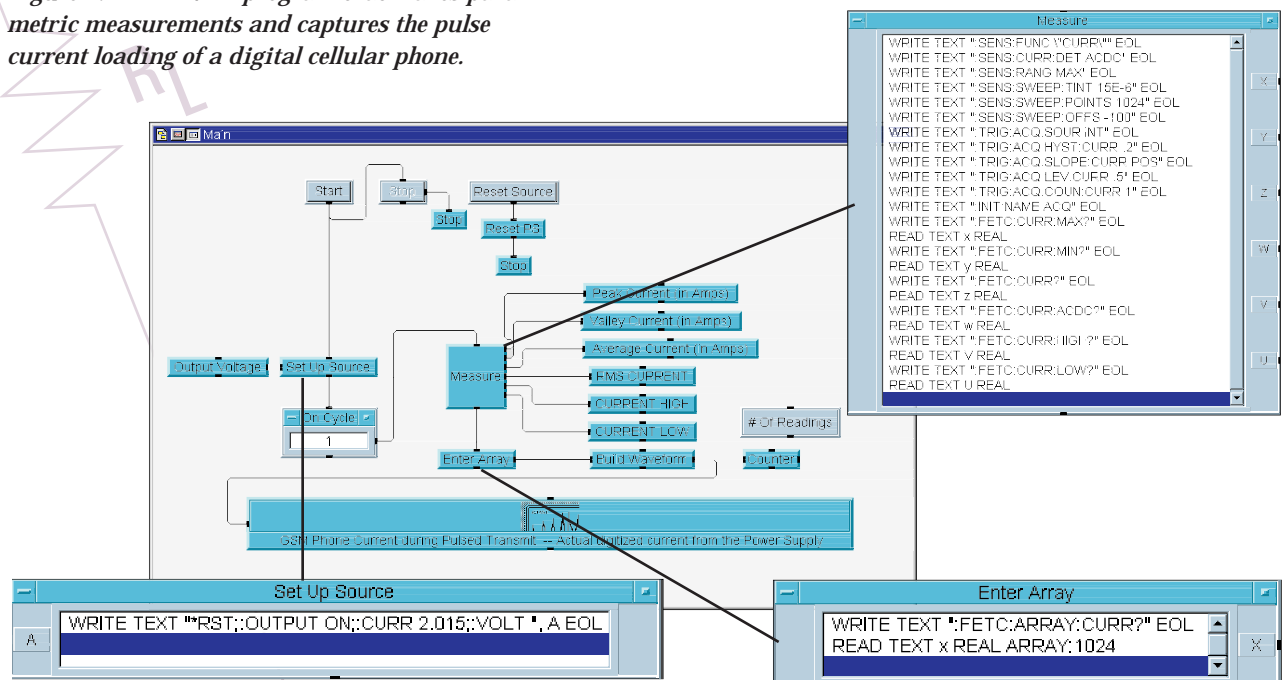 metric measurements and captures the pulse
current loading of a digital cellular phone.
RL
Main
Start
Stop
Stop
Reset Source
Reset PS
Stop
Peak Current (in Amps)
Valley Current (in Amps)
Average Current (in Amps)
RMS CURRENT
CURRENT HIGH
CURRENT LOW
Output Voltage
Set Up Source
Measure
On Cycle
1
# Of Readings
Enter Array
Build Waveform
Counter
GSM Phone Current during Pulsed Transmit -- Actual digitized current from the Power Supply
Measure
WRITE TEXT ":SENS:FUNC \"CURR\"" EOL
WRITE TEXT ":SENS:CURR:DET ACDC" EOL
WRITE TEXT ":SENS:RANG MAX" EOL
WRITE TEXT ":SENS:SWEEP:TINT 15E-6" EOL
WRITE TEXT ":SENS:SWEEP:POINTS 1024" EOL
WRITE TEXT ":SENS:SWEEP:OFFS -100" EOL
WRITE TEXT ":TRIG:ACQ:SOUR INT" EOL
WRITE TEXT ":TRIG:ACQ:HYST:CURR .2" EOL
WRITE TEXT ":TRIG:ACQ:SLOPE:CURR POS" EOL
WRITE TEXT ":TRIG:ACQ:LEV:CURR .5" EOL
WRITE TEXT ":TRIG:ACQ:COUN:CURR 1" EOL
WRITE TEXT ":INIT:NAME ACQ" EOL
WRITE TEXT ":FETC:CURR:MAX?" EOL
READ TEXT x REAL
WRITE TEXT ":FETC:CURR:MIN?" EOL
READ TEXT y REAL
WRITE TEXT ":FETC:CURR?" EOL
READ TEXT z REAL
WRITE TEXT ":FETC:CURR:ACDC?" EOL
READ TEXT w REAL
WRITE TEXT ":FETC:CURR:HIGH?" EOL
READ TEXT V REAL
WRITE TEXT ":FETC:CURR:LOW?" EOL
READ TEXT U REAL
X
Y
Z
W
V
U
Set Up Source
A
WRITE TEXT "*RST;:OUTPUT ON;:CURR 2.015;:VOLT ", A EOL
Enter Array
WRITE TEXT ":FETC:ARRAY:CURR?" EOL
READ TEXT x REAL ARRAY:1024
X